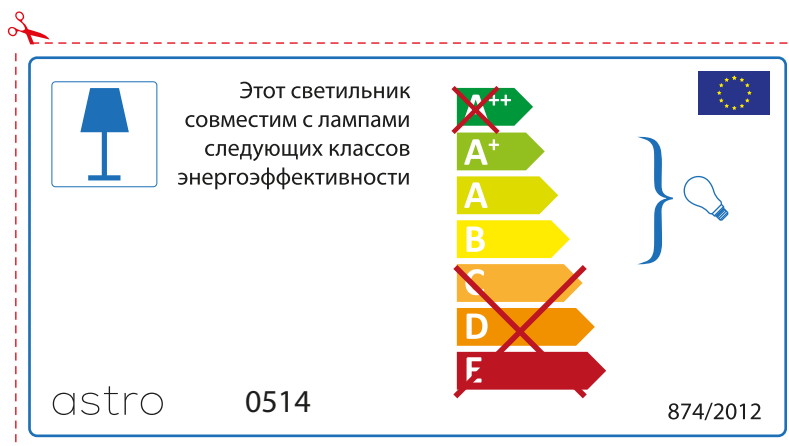 Этот светильник
совместим с лампами
следующих классов
энергоэффективности
A++
A+
A
B
C
D
E
astro
0514
874/2012